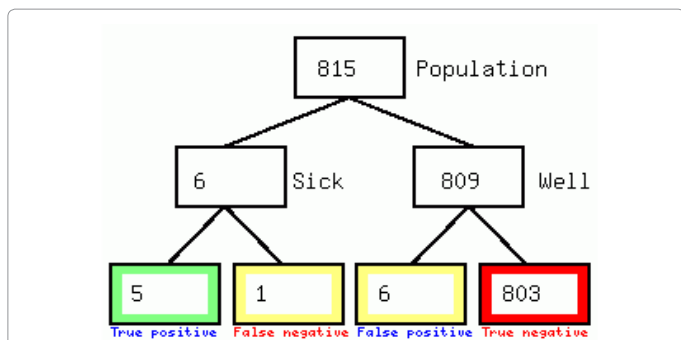 815 Population
6 Sick 809 Well
5 1 6 803
True positive False negative False positive True negative